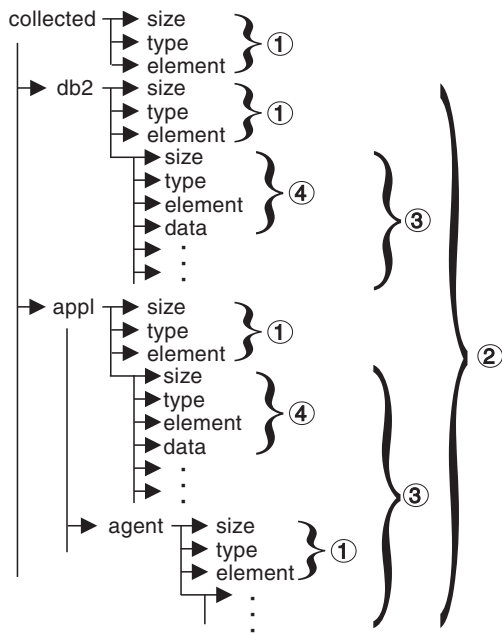 collected size
type ①
element
db2 size
type ①
element
size
type
element ④
data
③
②
appl size
type ①
element
size
type
element ④
data
③
agent size
type ①
element